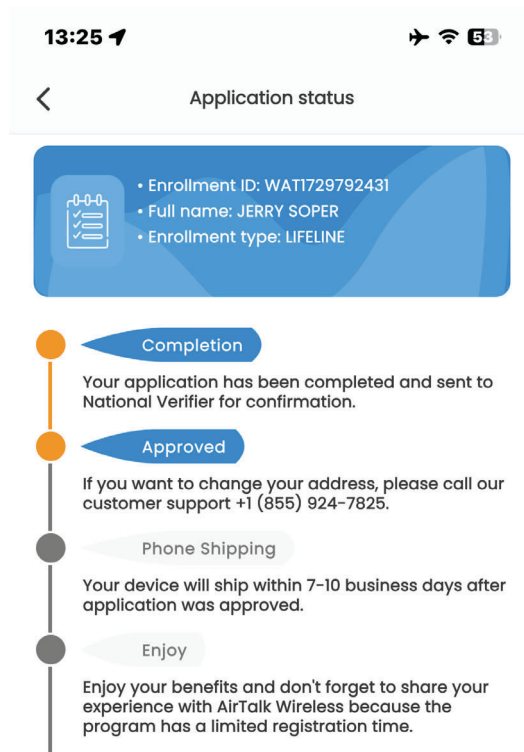 13:25
53
Application status
• Enrollment ID: WAT1729792431
• Full name: JERRY SOPER
• Enrollment type: LIFELINE
Completion
Your application has been completed and sent to
National Verifier for confirmation.
Approved
If you want to change your address, please call our
customer support +1 (855) 924-7825.
Phone Shipping
Your device will ship within 7-10 business days after
application was approved.
Enjoy
Enjoy your benefits and don't forget to share your
experience with AirTalk Wireless because the
program has a limited registration time.